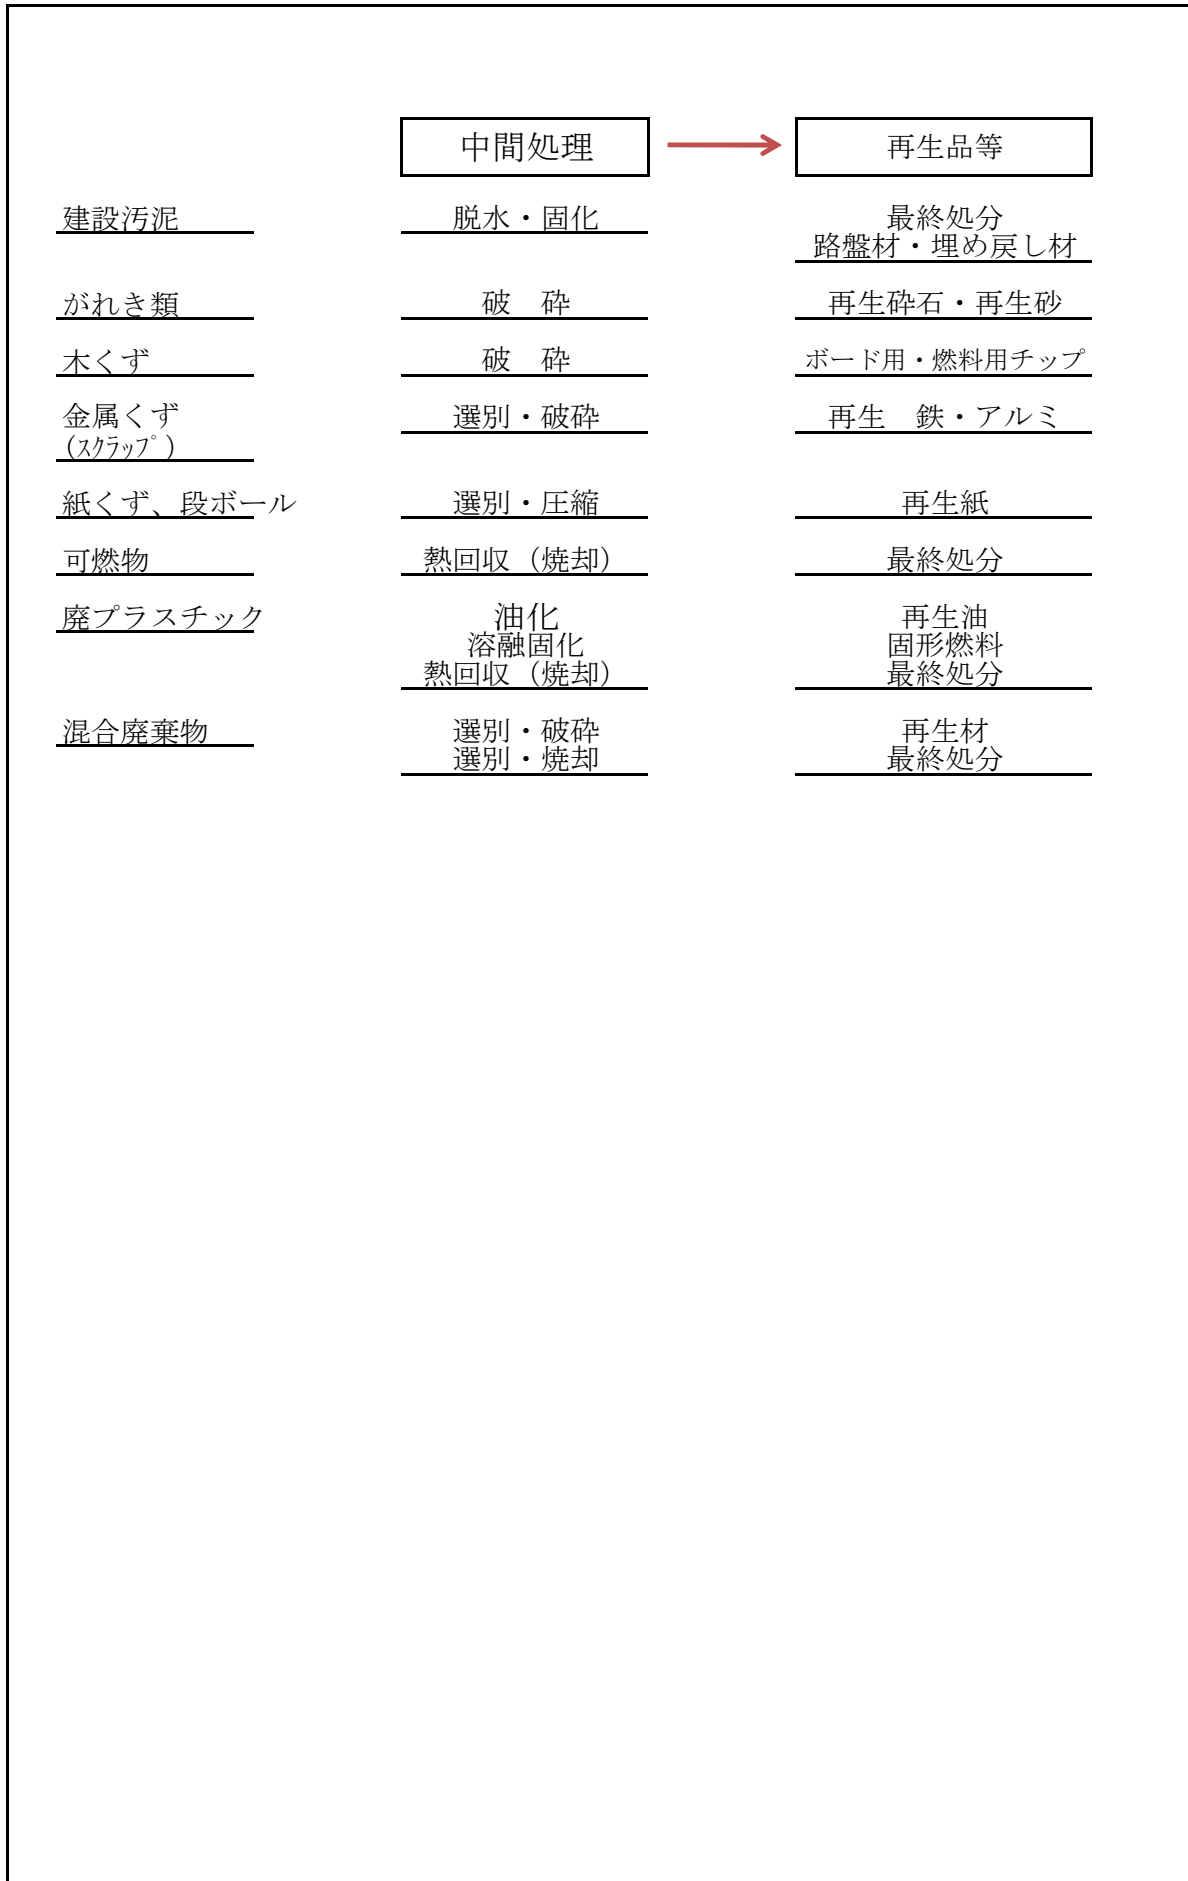 中間処理 再生品等
建設汚泥 脱水・固化 最終処分
路盤材・埋め戻し材
がれき類 破　砕 再生砕石・再生砂
木くず 破　砕 ボード用・燃料用チップ
金属くず 選別・破砕 再生　鉄・アルミ
(ｽｸﾗｯﾌﾟ)
紙くず、段ボール 選別・圧縮 再生紙
可燃物 熱回収（焼却） 最終処分
廃プラスチック 油化 再生油
溶融固化 固形燃料
熱回収（焼却） 最終処分
混合廃棄物 選別・破砕 再生材
選別・焼却 最終処分